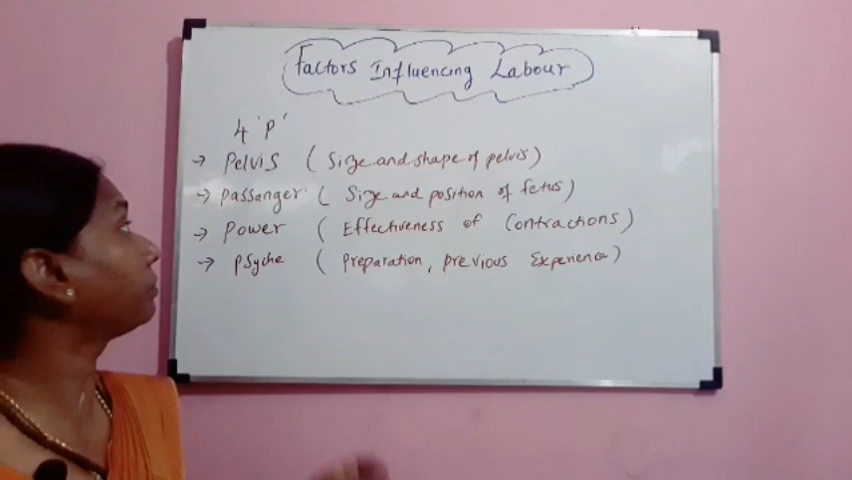 Factors Influencing Labour
4 'P'
→ Pelvis ( Size and shape of pelvis)
→ Passanger ( Size and position of fetus)
→ Power ( Effectiveness of Contractions)
→ Psyche ( Preparation, previous Experience)